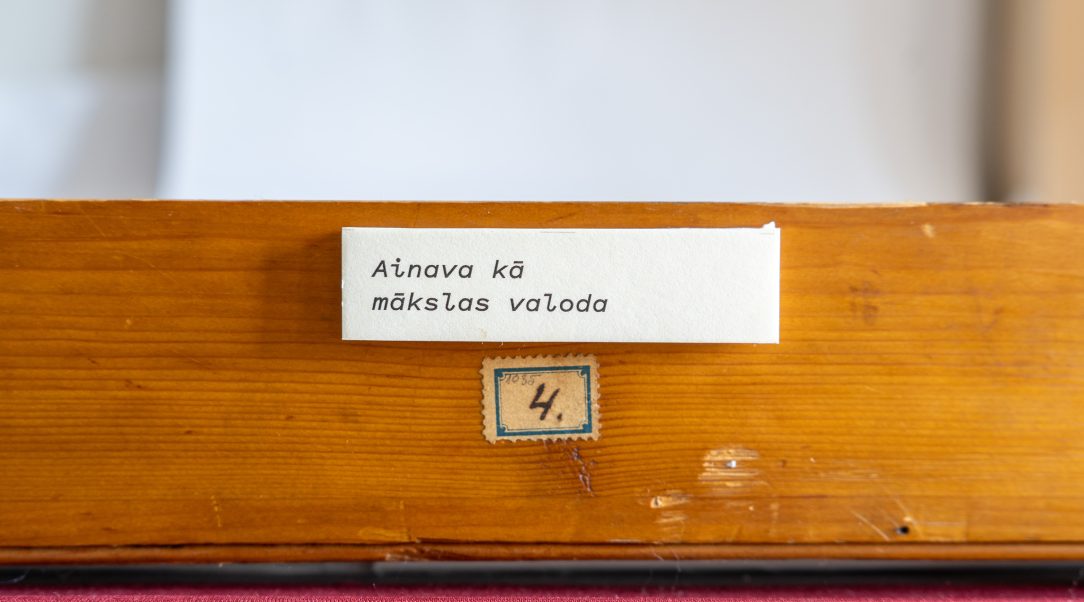 Ainava kā
mākslas valoda
4.